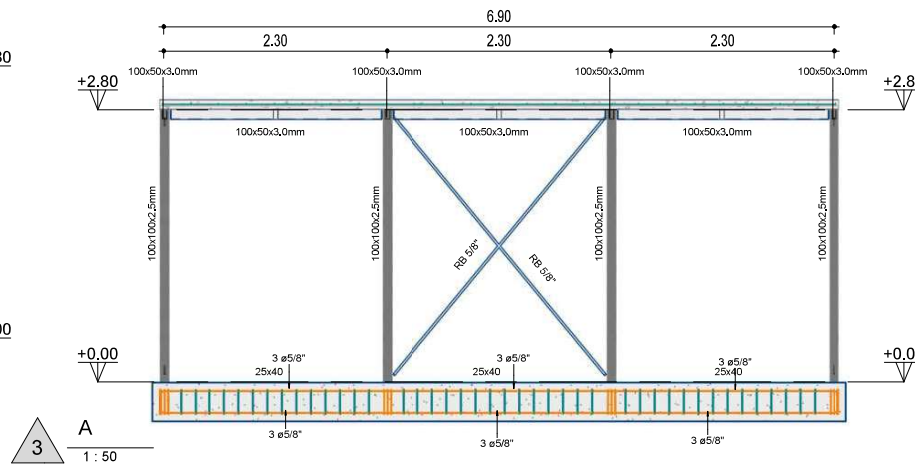 6.90
2.30 2.30 2.30
30
100x50x3.0mm 100x50x3.0mm 100x50x3.0mm 100x50x3.0mm
+2.80 +2.8
100x50x3.0mm 100x50x3.0mm 100x50x3.0mm
100x100x2.5mm 100x100x2.5mm 100x100x2.5mm 100x100x2.5mm
RB 5/8" RB 5/8"
00
+0.00 +0.0
3 ø5/8" 3 ø5/8" 3 ø5/8"
25x40 25x40 25x40
3 ø5/8" 3 ø5/8" 3 ø5/8"
3 A
1 : 50